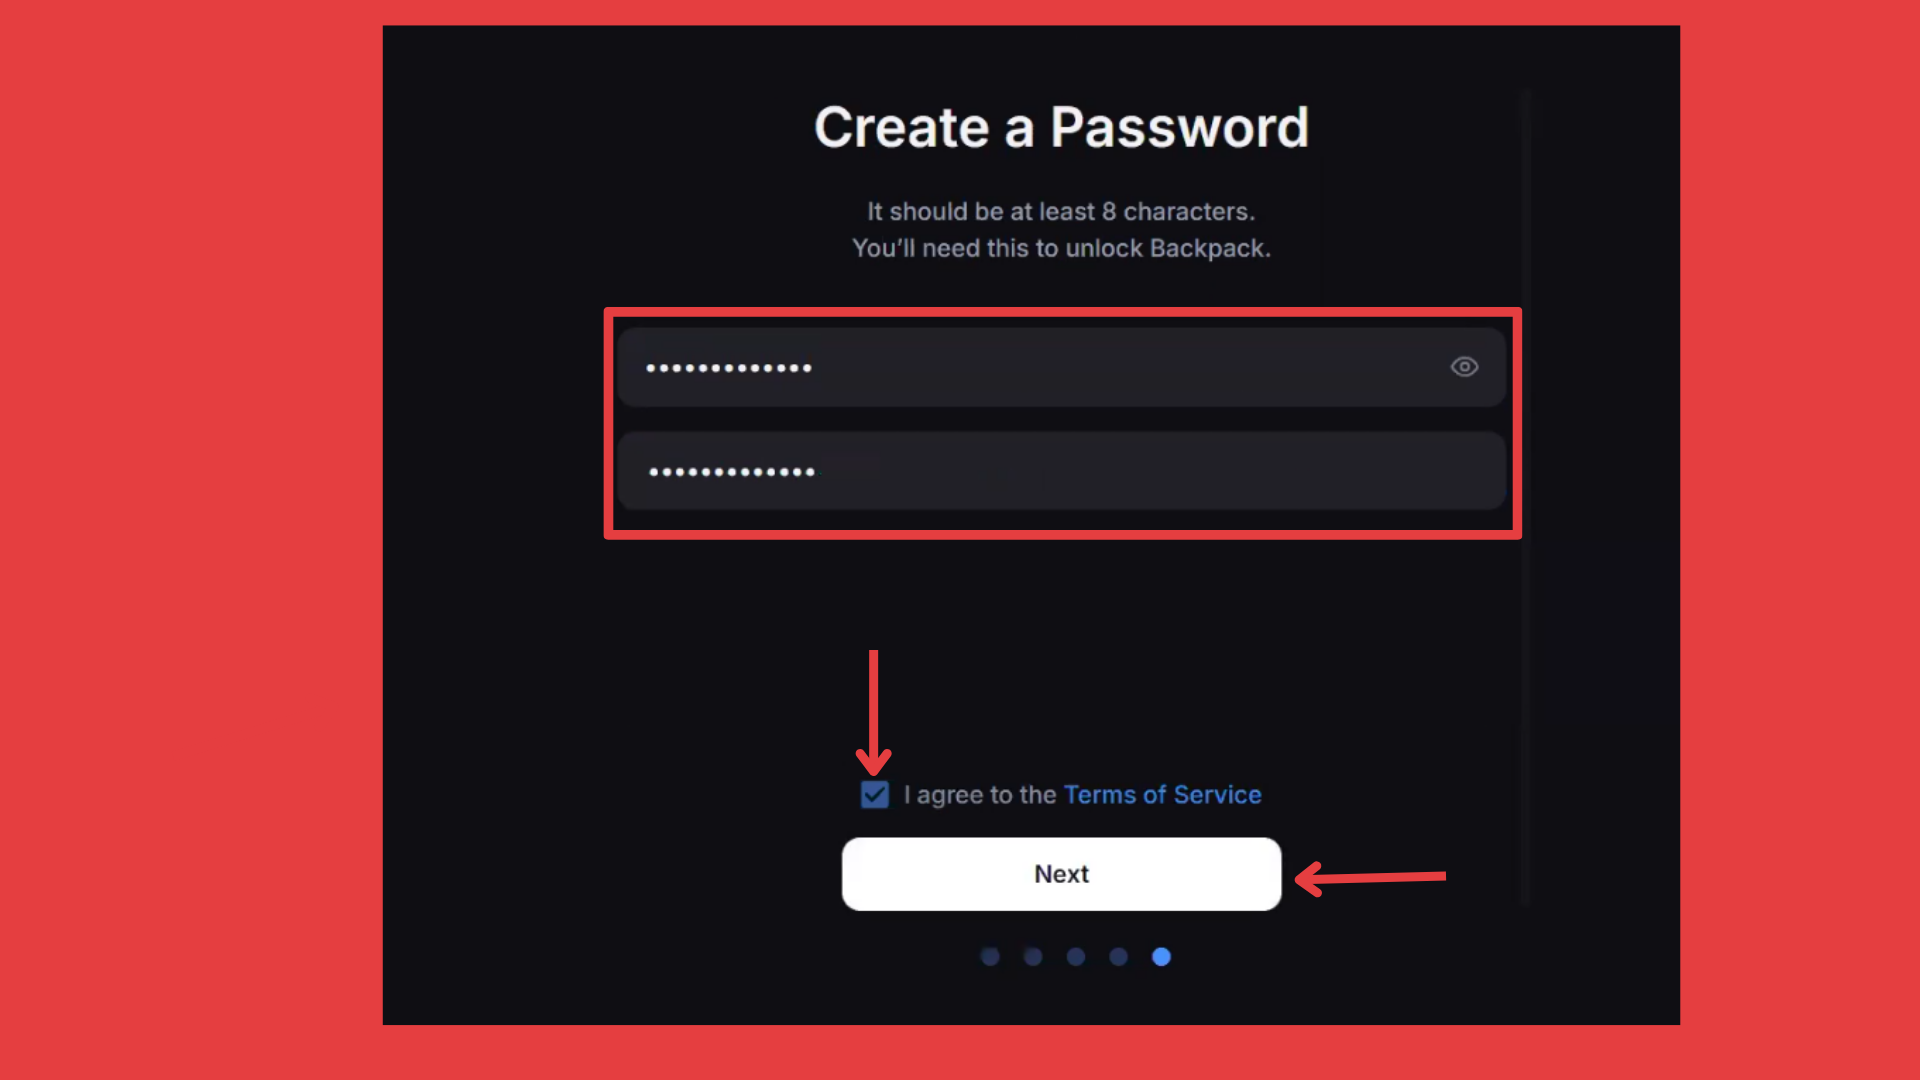 Create a Password
It should be at least 8 characters.
You’ll need this to unlock Backpack.
•••••••••••••
•••••••••••••
I agree to the Terms of Service
Next